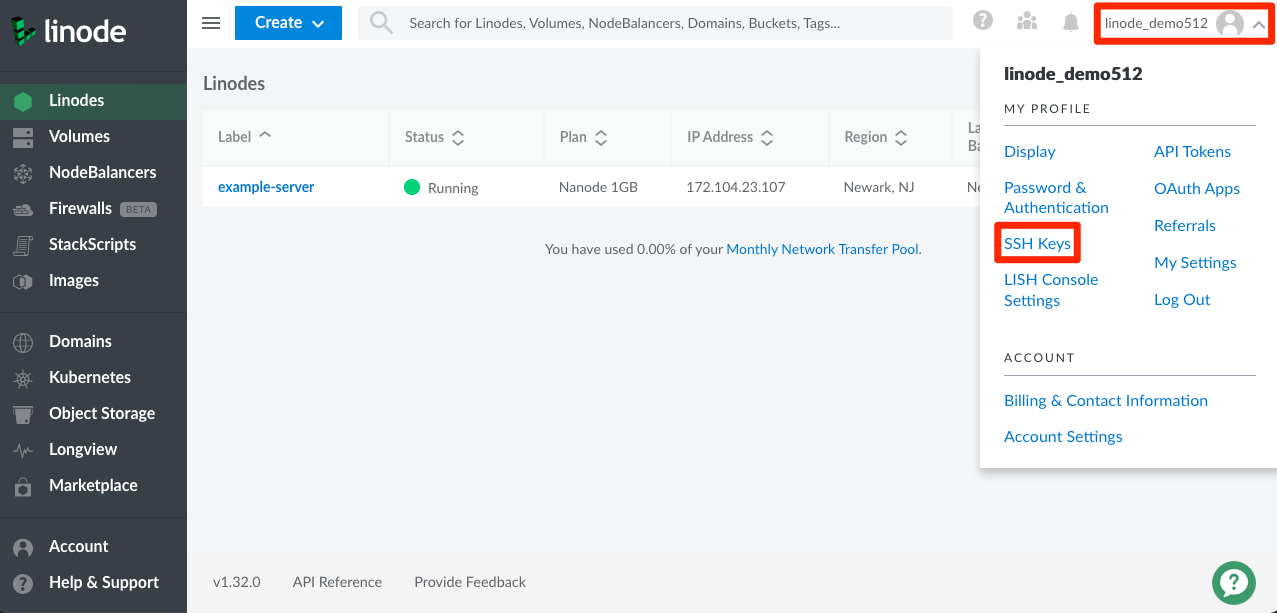 linode
Create
Search for Linodes, Volumes, NodeBalancers, Domains, Buckets, Tags...
linode_demo512
Linodes
Volumes
NodeBalancers
Firewalls BETA
StackScripts
Images
Domains
Kubernetes
Object Storage
Longview
Marketplace
Account
Help & Support
Linodes
Label
Status
Plan
IP Address
Region
La
Ba
example-server
Running
Nanode 1GB
172.104.23.107
Newark, NJ
Ne
You have used 0.00% of your Monthly Network Transfer Pool.
linode_demo512
MY PROFILE
Display
Password &
Authentication
SSH Keys
LISH Console
Settings
API Tokens
OAuth Apps
Referrals
My Settings
Log Out
ACCOUNT
Billing & Contact Information
Account Settings
v1.32.0
API Reference
Provide Feedback